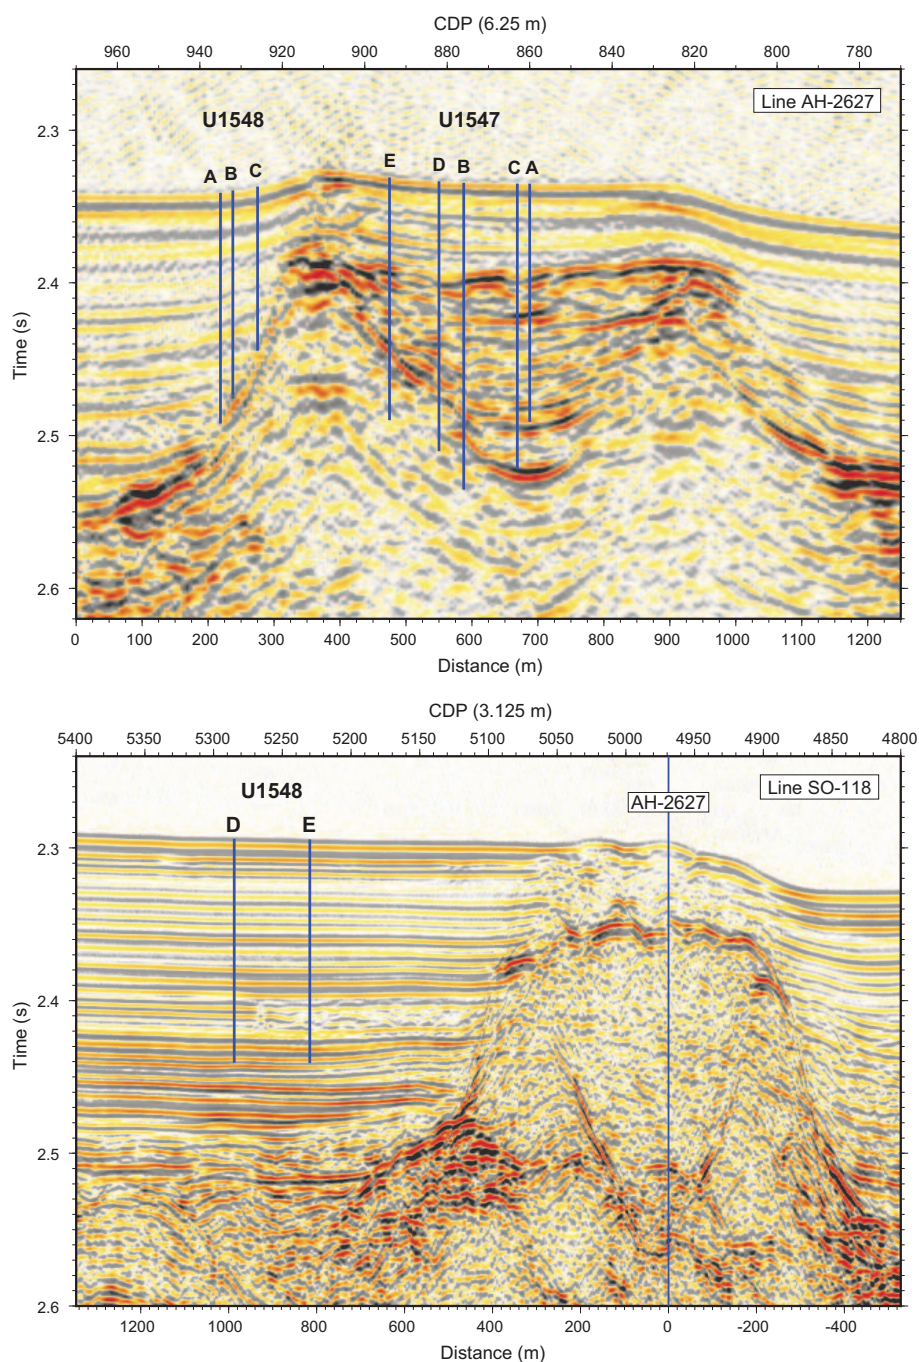 CDP (6.25 m)
960 940 920 900 880 860 840 820 800 780
Line AH-2627
U1548 U1547
A B C E D B C A
2.3
2.4
2.5
2.6
Time (s)
0 100 200 300 400 500 600 700 800 900 1000 1100 1200
Distance (m)
CDP (3.125 m)
5400 5350 5300 5250 5200 5150 5100 5050 5000 4950 4900 4850 4800
Line SO-118
U1548
AH-2627
D E
2.3
2.4
2.5
2.6
Time (s)
1200 1000 800 600 400 200 0 -200 -400
Distance (m)